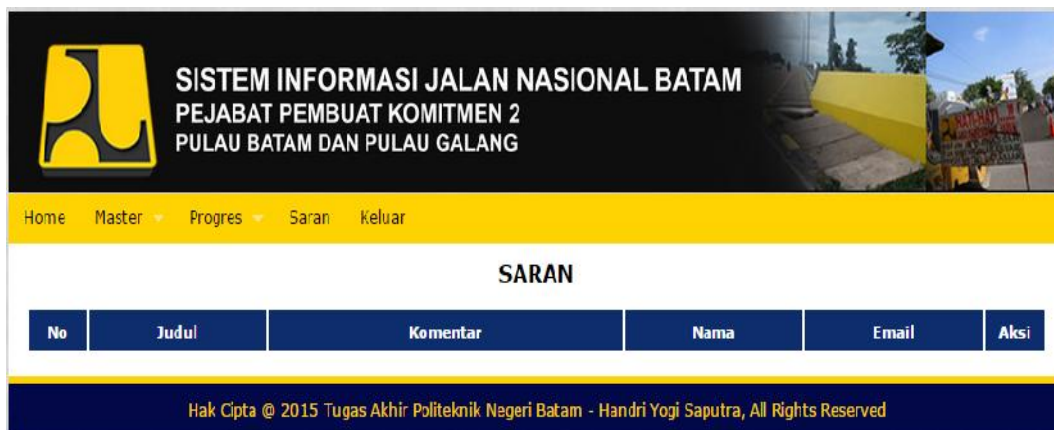 SISTEM INFORMASI JALAN NASIONAL BATAM
PEJABAT PEMBUAT KOMITMEN 2
PULAU BATAM DAN PULAU GALANG
HATI-HATI
Home Master Progres Saran Keluar
SARAN
No Judul Komentar Nama Email Aksi
Hak Cipta @ 2015 Tugas Akhir Politeknik Negeri Batam - Handri Yogi Saputra, All Rights Reserved